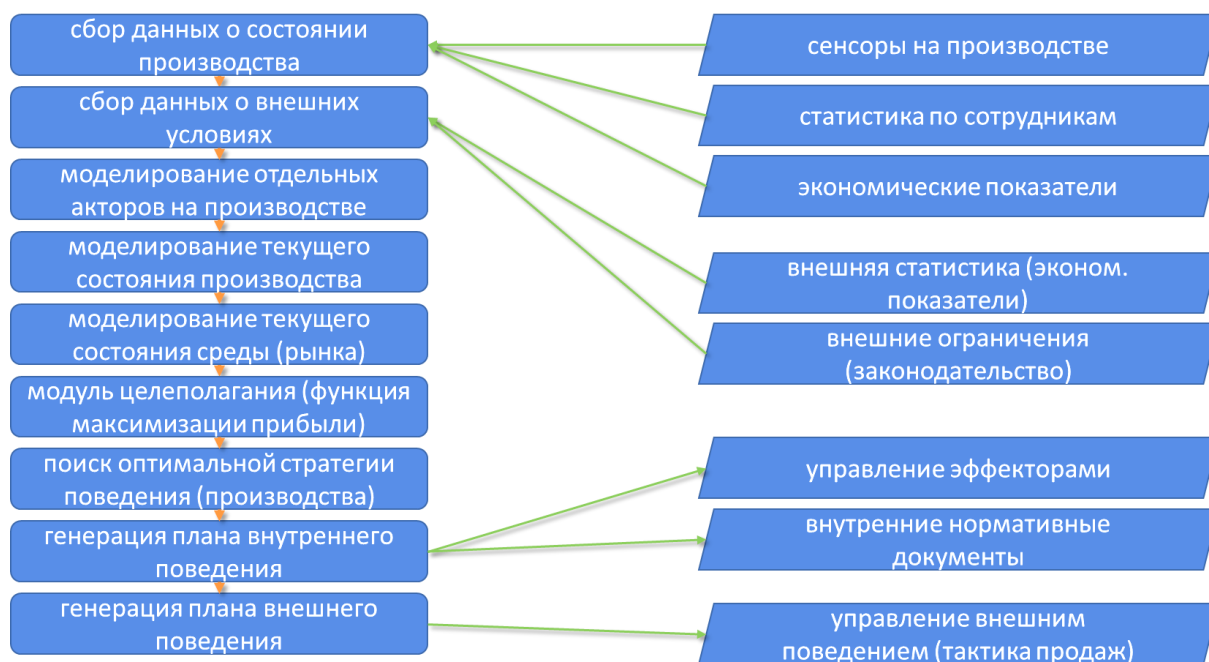 сбор данных о состоянии
производства
сбор данных о внешних
условиях
моделирование отдельных
акторов на производстве
моделирование текущего
состояния производства
моделирование текущего
состояния среды (рынка)
модуль целеполагания (функция
максимизации прибыли)
поиск оптимальной стратегии
поведения (производства)
генерация плана внутреннего
поведения
генерация плана внешнего
поведения
сенсоры на производстве
статистика по сотрудникам
экономические показатели
внешняя статистика (эконом.
показатели)
внешние ограничения
(законодательство)
управление эффекторами
внутренние нормативные
документы
управление внешним
поведением (тактика продаж)